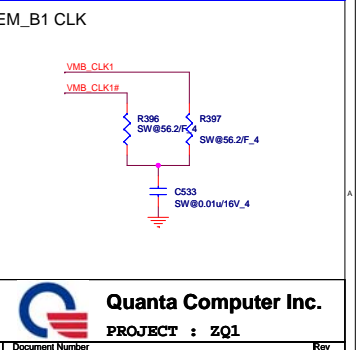 EM_B1 CLK
VMB_CLK1
VMB_CLK1#
R396
SW@56.2/F_4
R397
SW@56.2/F_4
C533
SW@0.01u/16V_4
A
Quanta Computer Inc.
PROJECT : ZQ1
Document Number
Rev